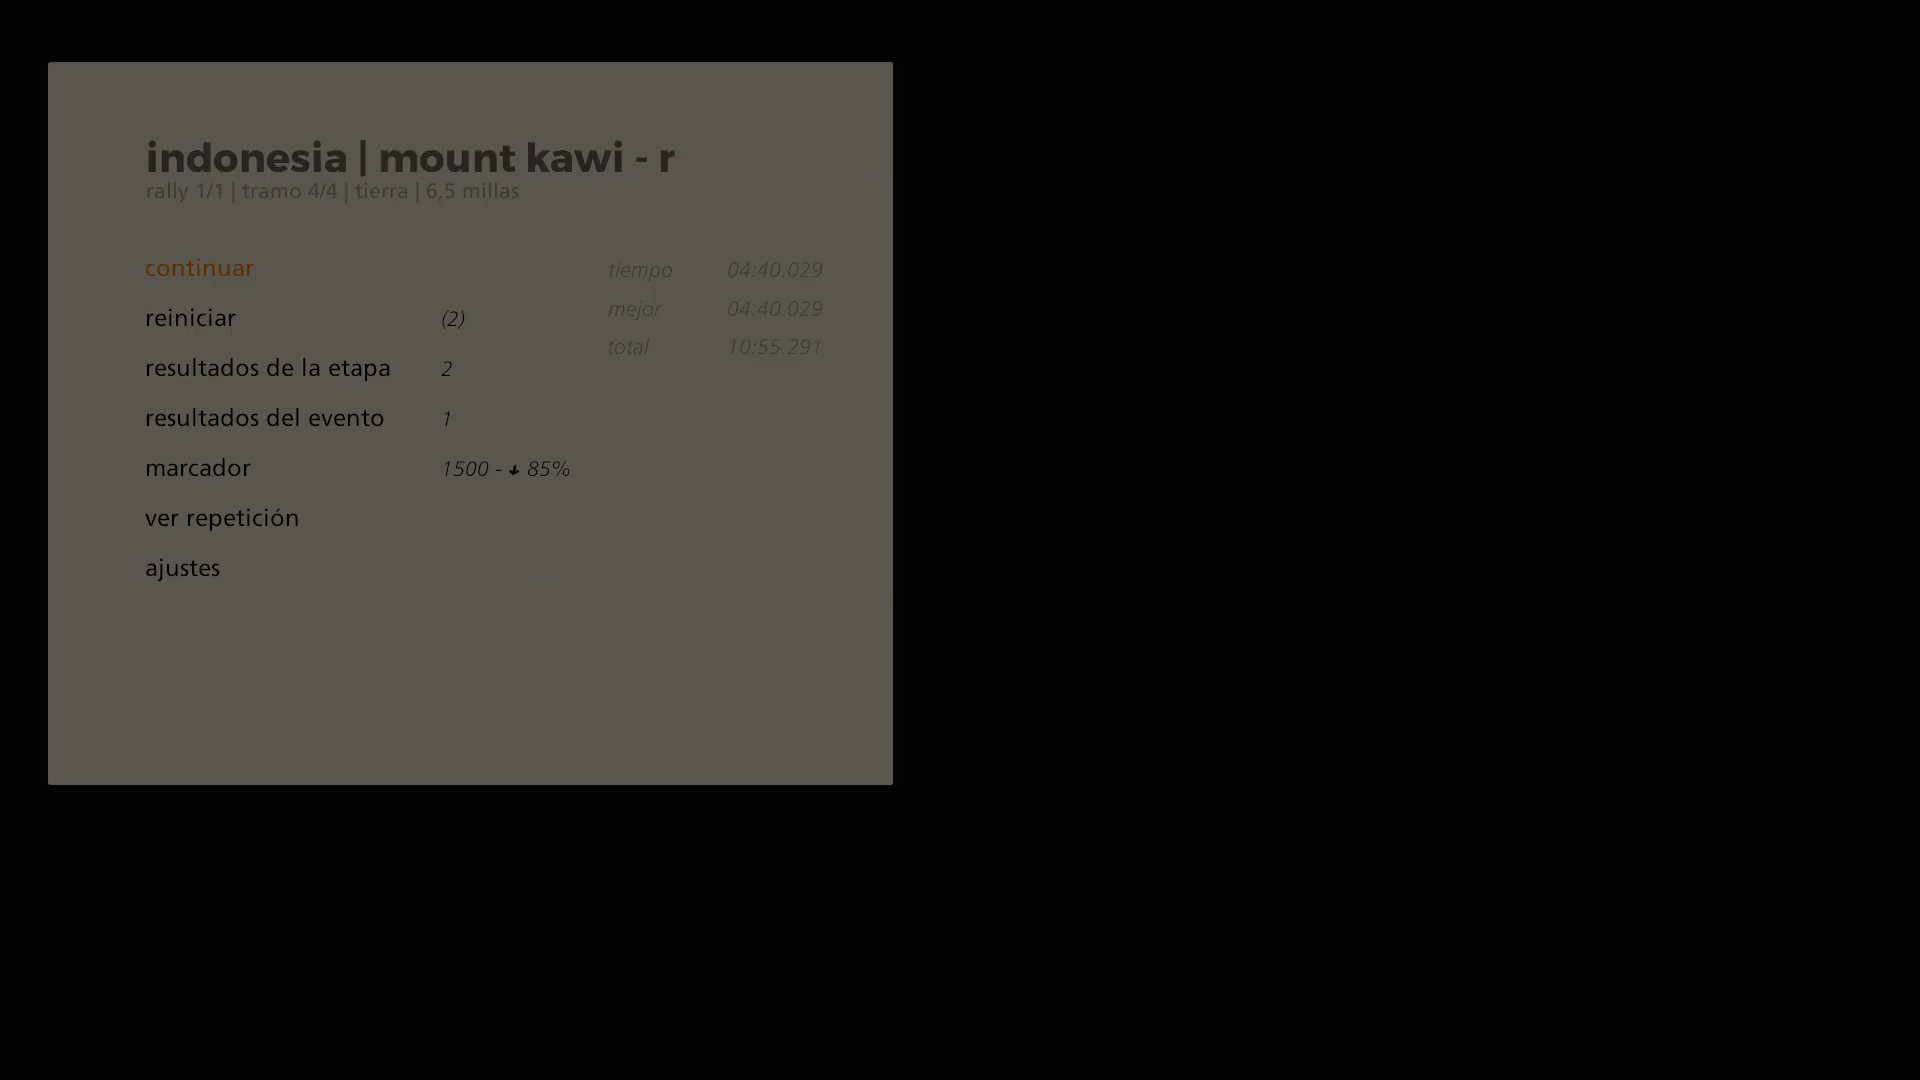 indonesia | mount kawi - r
rally 1/1 | tramo 4/4 | tierra | 6,5 millas
continuar
reiniciar (2)
resultados de la etapa 2
resultados del evento 1
marcador 1500 - ↓ 85%
ver repetición
ajustes
tiempo 04:40.029
mejor 04:40.029
total 10:55.291